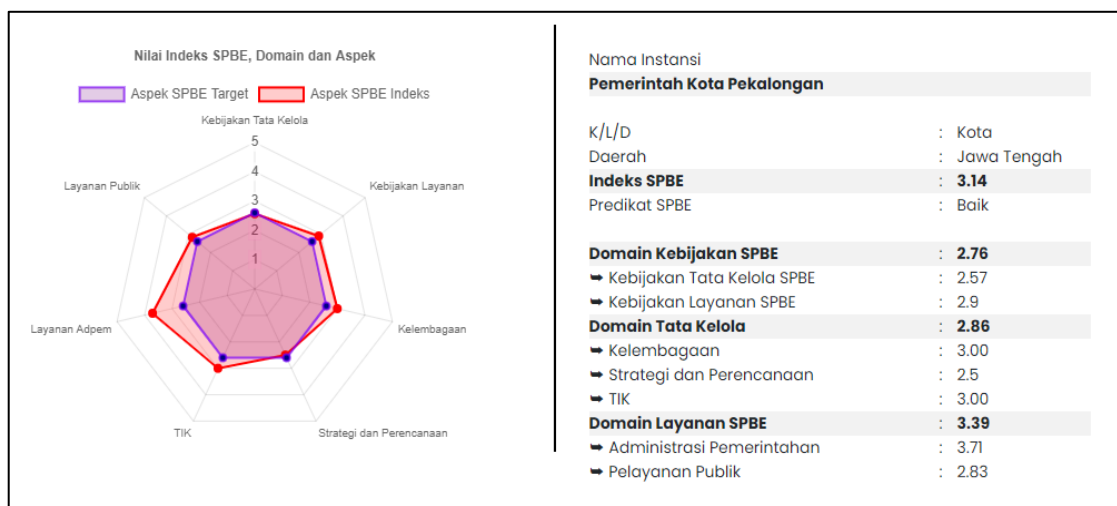 Nilai Indeks SPBE, Domain dan Aspek
Aspek SPBE Target Aspek SPBE Indeks
Kebijakan Tata Kelola
5
4
3
2
1
Layanan Publik
Kebijakan Layanan
Layanan Adpem
Kelembagaan
TIK
Strategi dan Perencanaan
Nama Instansi
Pemerintah Kota Pekalongan
K/L/D : Kota
Daerah : Jawa Tengah
Indeks SPBE : 3.14
Predikat SPBE : Baik
Domain Kebijakan SPBE : 2.76
➥ Kebijakan Tata Kelola SPBE : 2.57
➥ Kebijakan Layanan SPBE : 2.9
Domain Tata Kelola : 2.86
➥ Kelembagaan : 3.00
➥ Strategi dan Perencanaan : 2.5
➥ TIK : 3.00
Domain Layanan SPBE : 3.39
➥ Administrasi Pemerintahan : 3.71
➥ Pelayanan Publik : 2.83